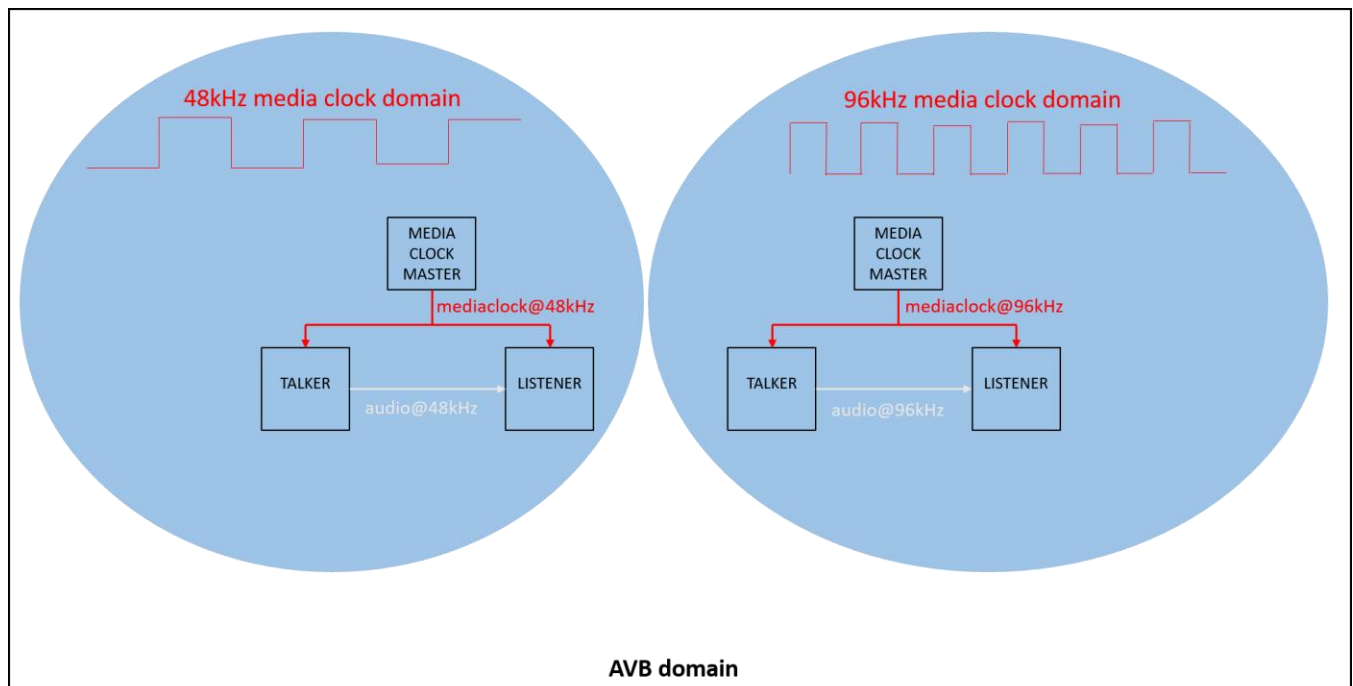 48kHz media clock domain
MEDIA
CLOCK
MASTER
mediaclock@48kHz
TALKER
LISTENER
audio@48kHz
96kHz media clock domain
MEDIA
CLOCK
MASTER
mediaclock@96kHz
TALKER
LISTENER
audio@96kHz
AVB domain